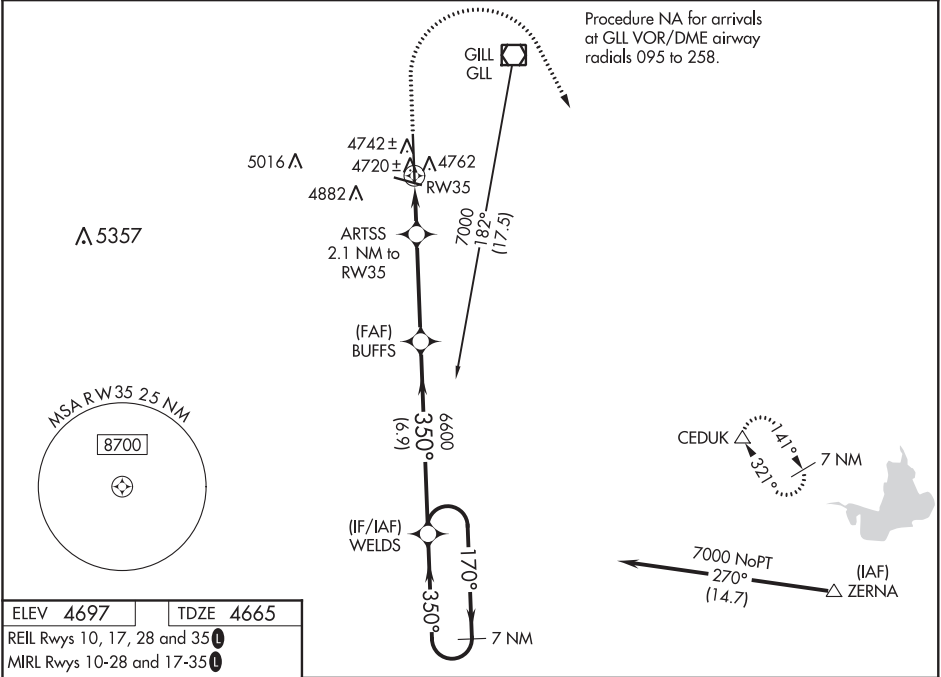 Procedure NA for arrivals
at GLL VOR/DME airway
radials 095 to 258.
GILL
GLL
4742±
5016
4720±
4762
RW35
4882
5357
ARTSS
2.1 NM to
RW35
7000
182°
(17.5)
(FAF)
BUFFS
MSA RW35 25 NM
8700
6600
350°
(6.9)
CEDUK
141°
321°
7 NM
(IF/IAF)
WELDS
170°
350°
7 NM
7000 NoPT
270°
(14.7)
(IAF)
ZERNA
ELEV 4697
TDZE 4665
REIL Rwys 10, 17, 28 and 35 L
MIRL Rwys 10-28 and 17-35 L